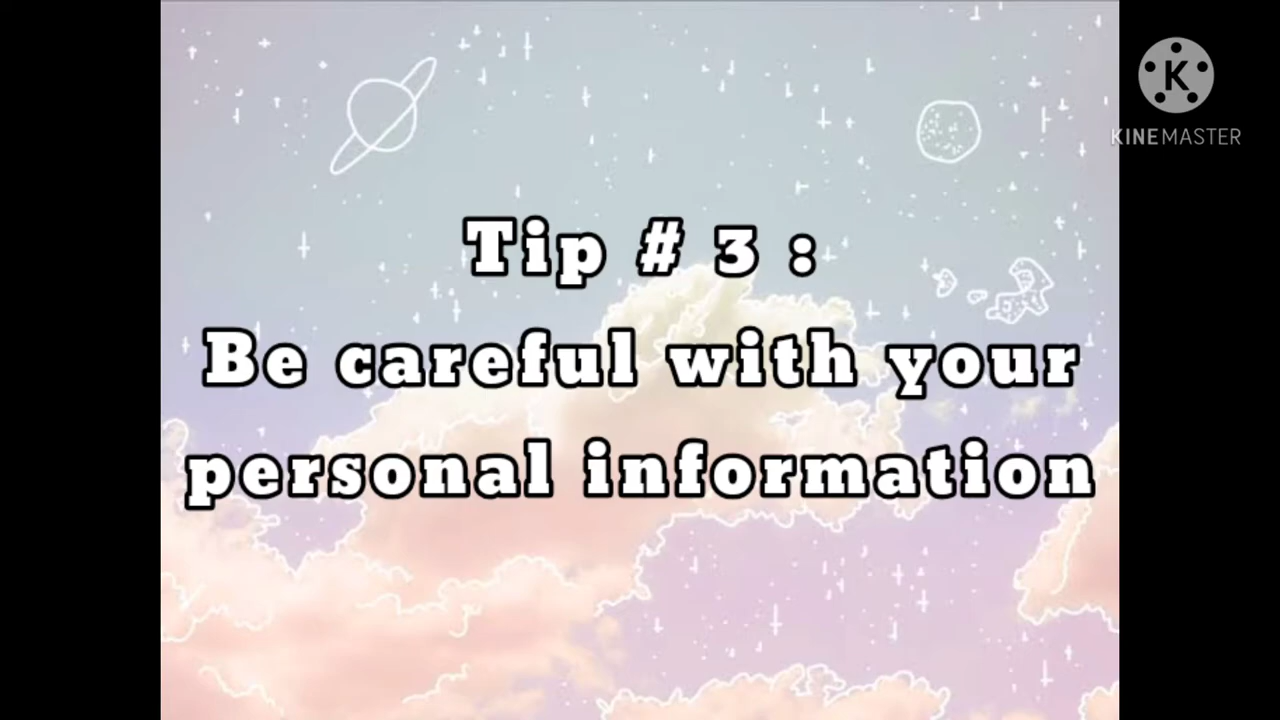 Tip # 3 :
Be careful with your
personal information
K
KINEMASTER